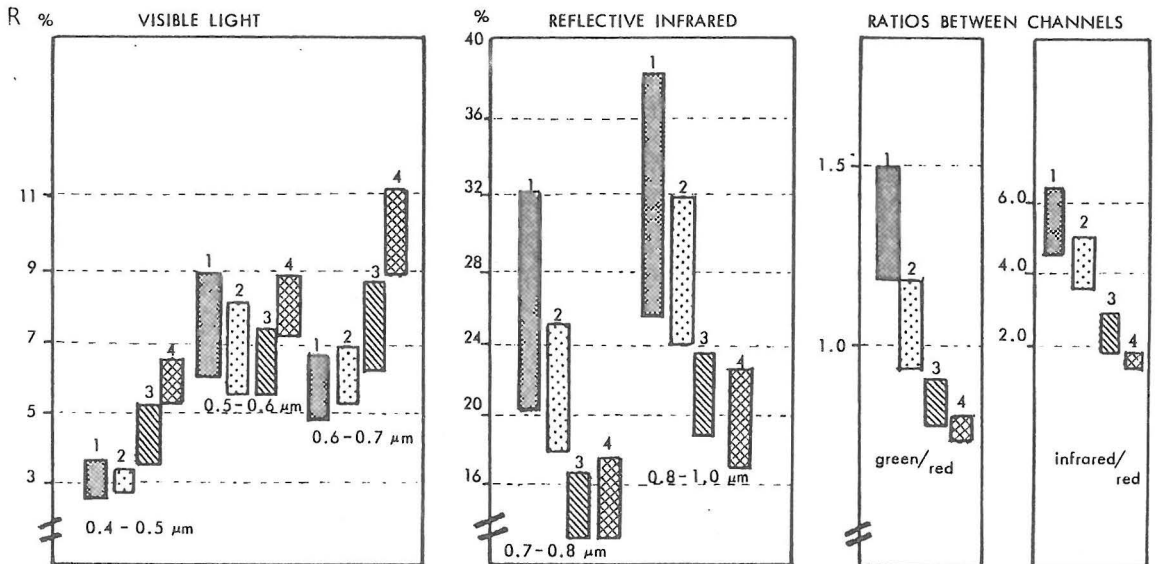 R % VISIBLE LIGHT
11
9
7
5
3
1 2 3 4
0.4 - 0.5 μm
1 2 3 4
0.5 - 0.6 μm
1 2 3 4
0.6 - 0.7 μm
% REFLECTIVE INFRARED
40
36
32
28
24
20
16
1 2 3 4
0.7 - 0.8 μm
1 2 3 4
0.8 - 1.0 μm
RATIOS BETWEEN CHANNELS
1.5
1.0
1 2 3 4
green/red
6.0
4.0
2.0
1 2 3 4
infrared/
red